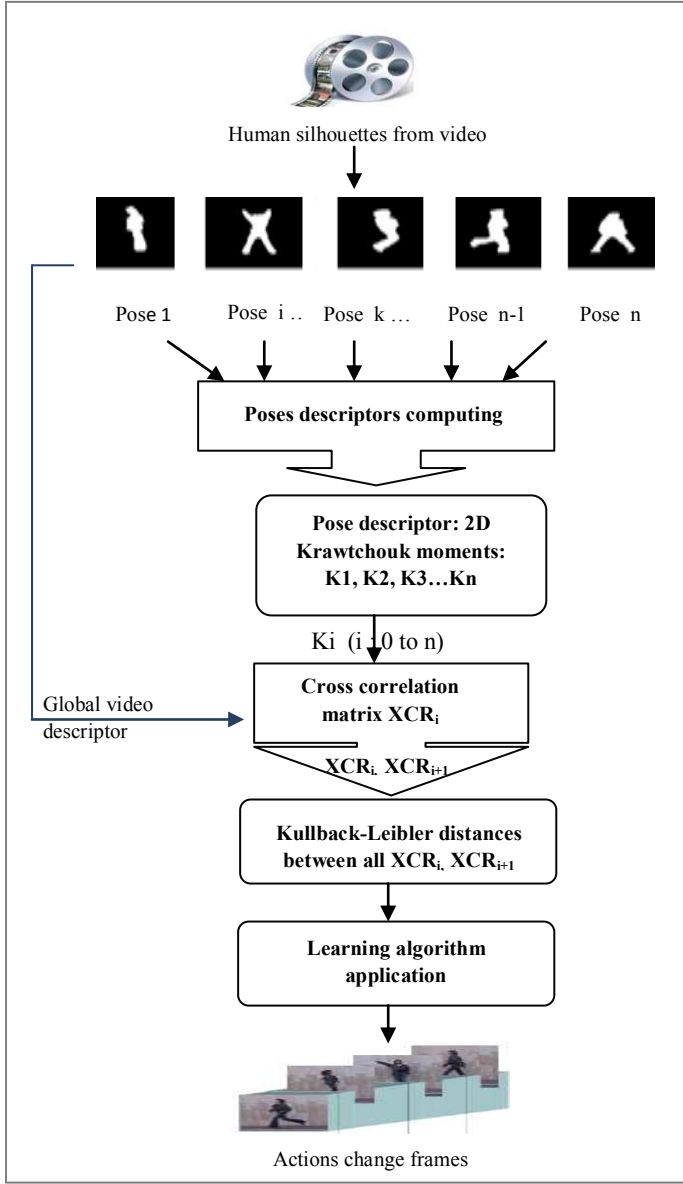 Human silhouettes from video
Pose 1
Pose i ..
Pose k ...
Pose n-1
Pose n
Poses descriptors computing
Pose descriptor: 2D
Krawtchouk moments:
K1, K2, K3…Kn
Ki (i :0 to n)
Cross correlation
matrix XCRi
Global video
descriptor
XCRi, XCRi+1
Kullback-Leibler distances
between all XCRi, XCRi+1
Learning algorithm
application
Actions change frames